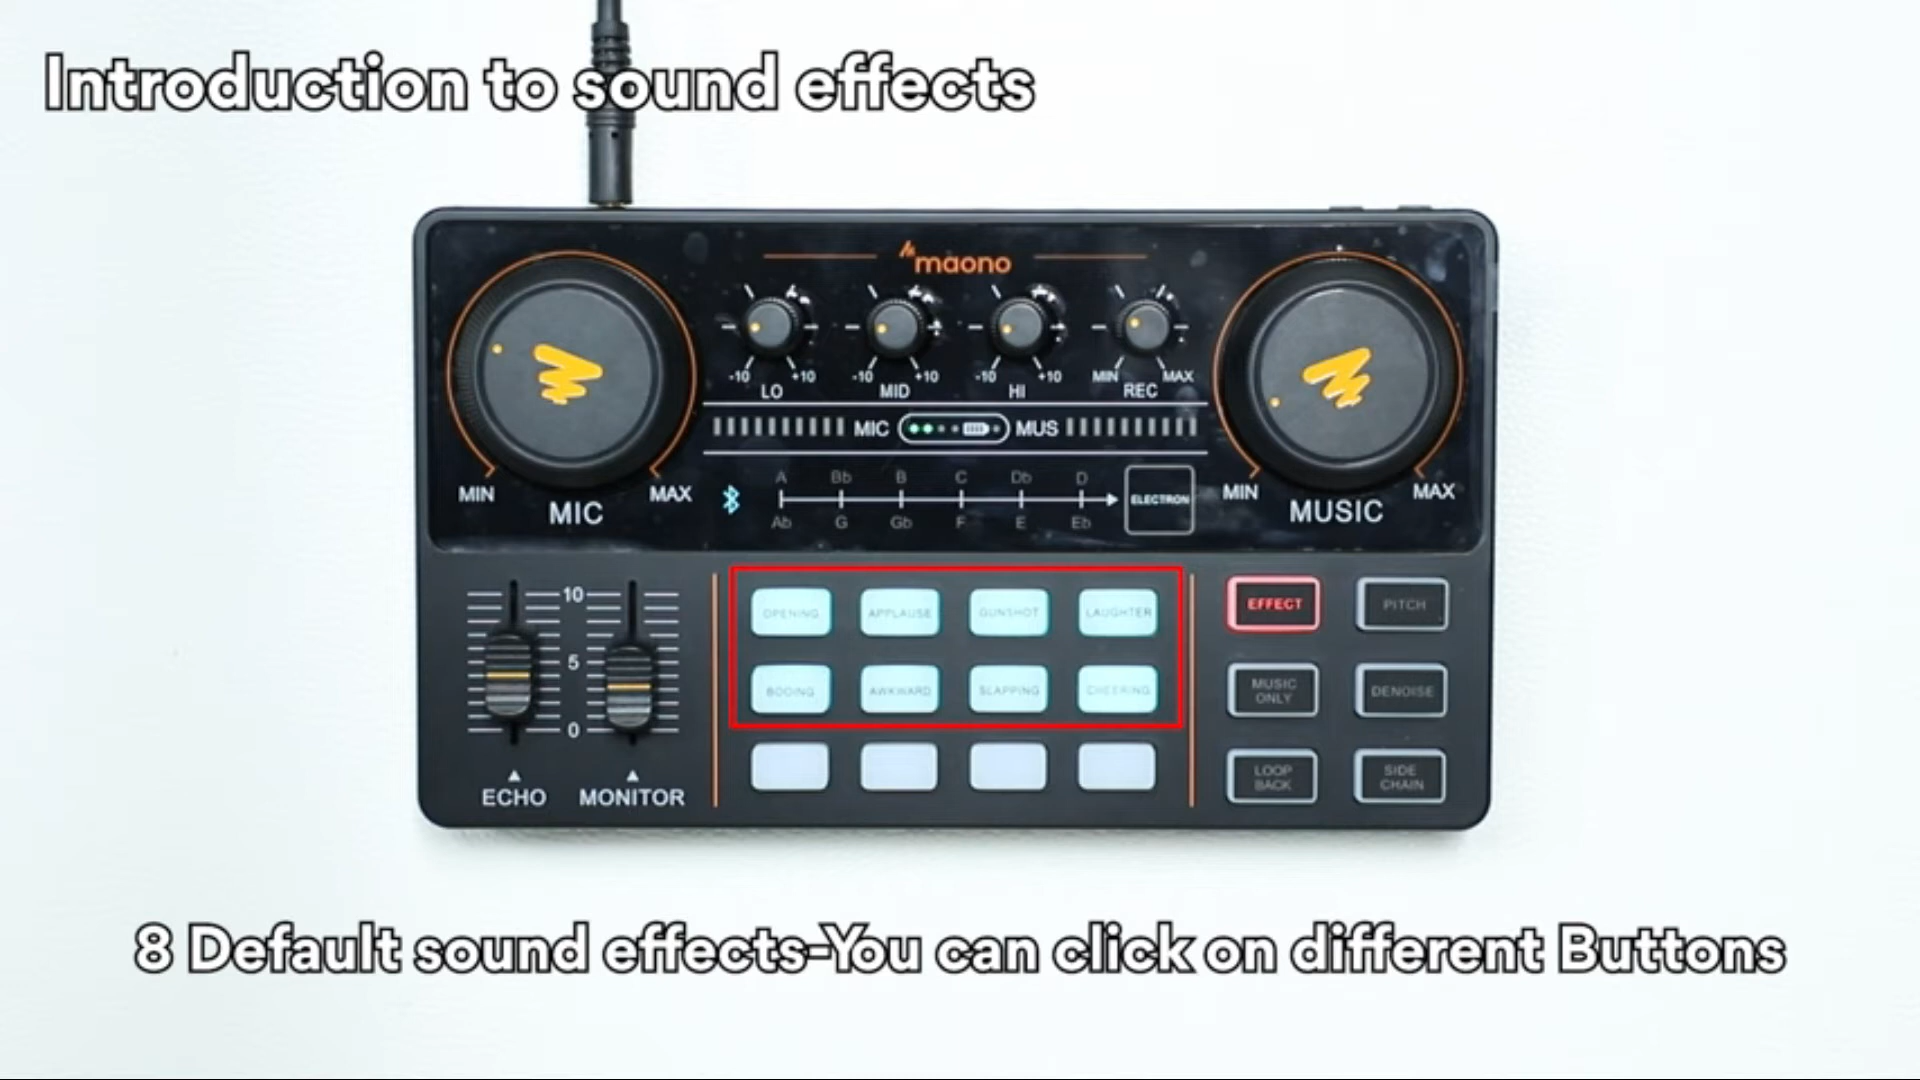 Introduction to sound effects
maono
-10 +10 -10 +10 -10 +10 MIN MAX
LO MID HI REC
MIC MUS
A Bb B C Db D
ELECTRON
Ab G Gb F E Eb
MIN MAX
MIC
MIN MAX
MUSIC
10
5
0
ECHO MONITOR
OPENING APPLAUSE GUNSHOT LAUGHTER
BOOING AWKWARD SLAPPING CHEERING
EFFECT PITCH
MUSIC
ONLY
DENOISE
LOOP
BACK
SIDE
CHAIN
8 Default sound effects-You can click on different Buttons